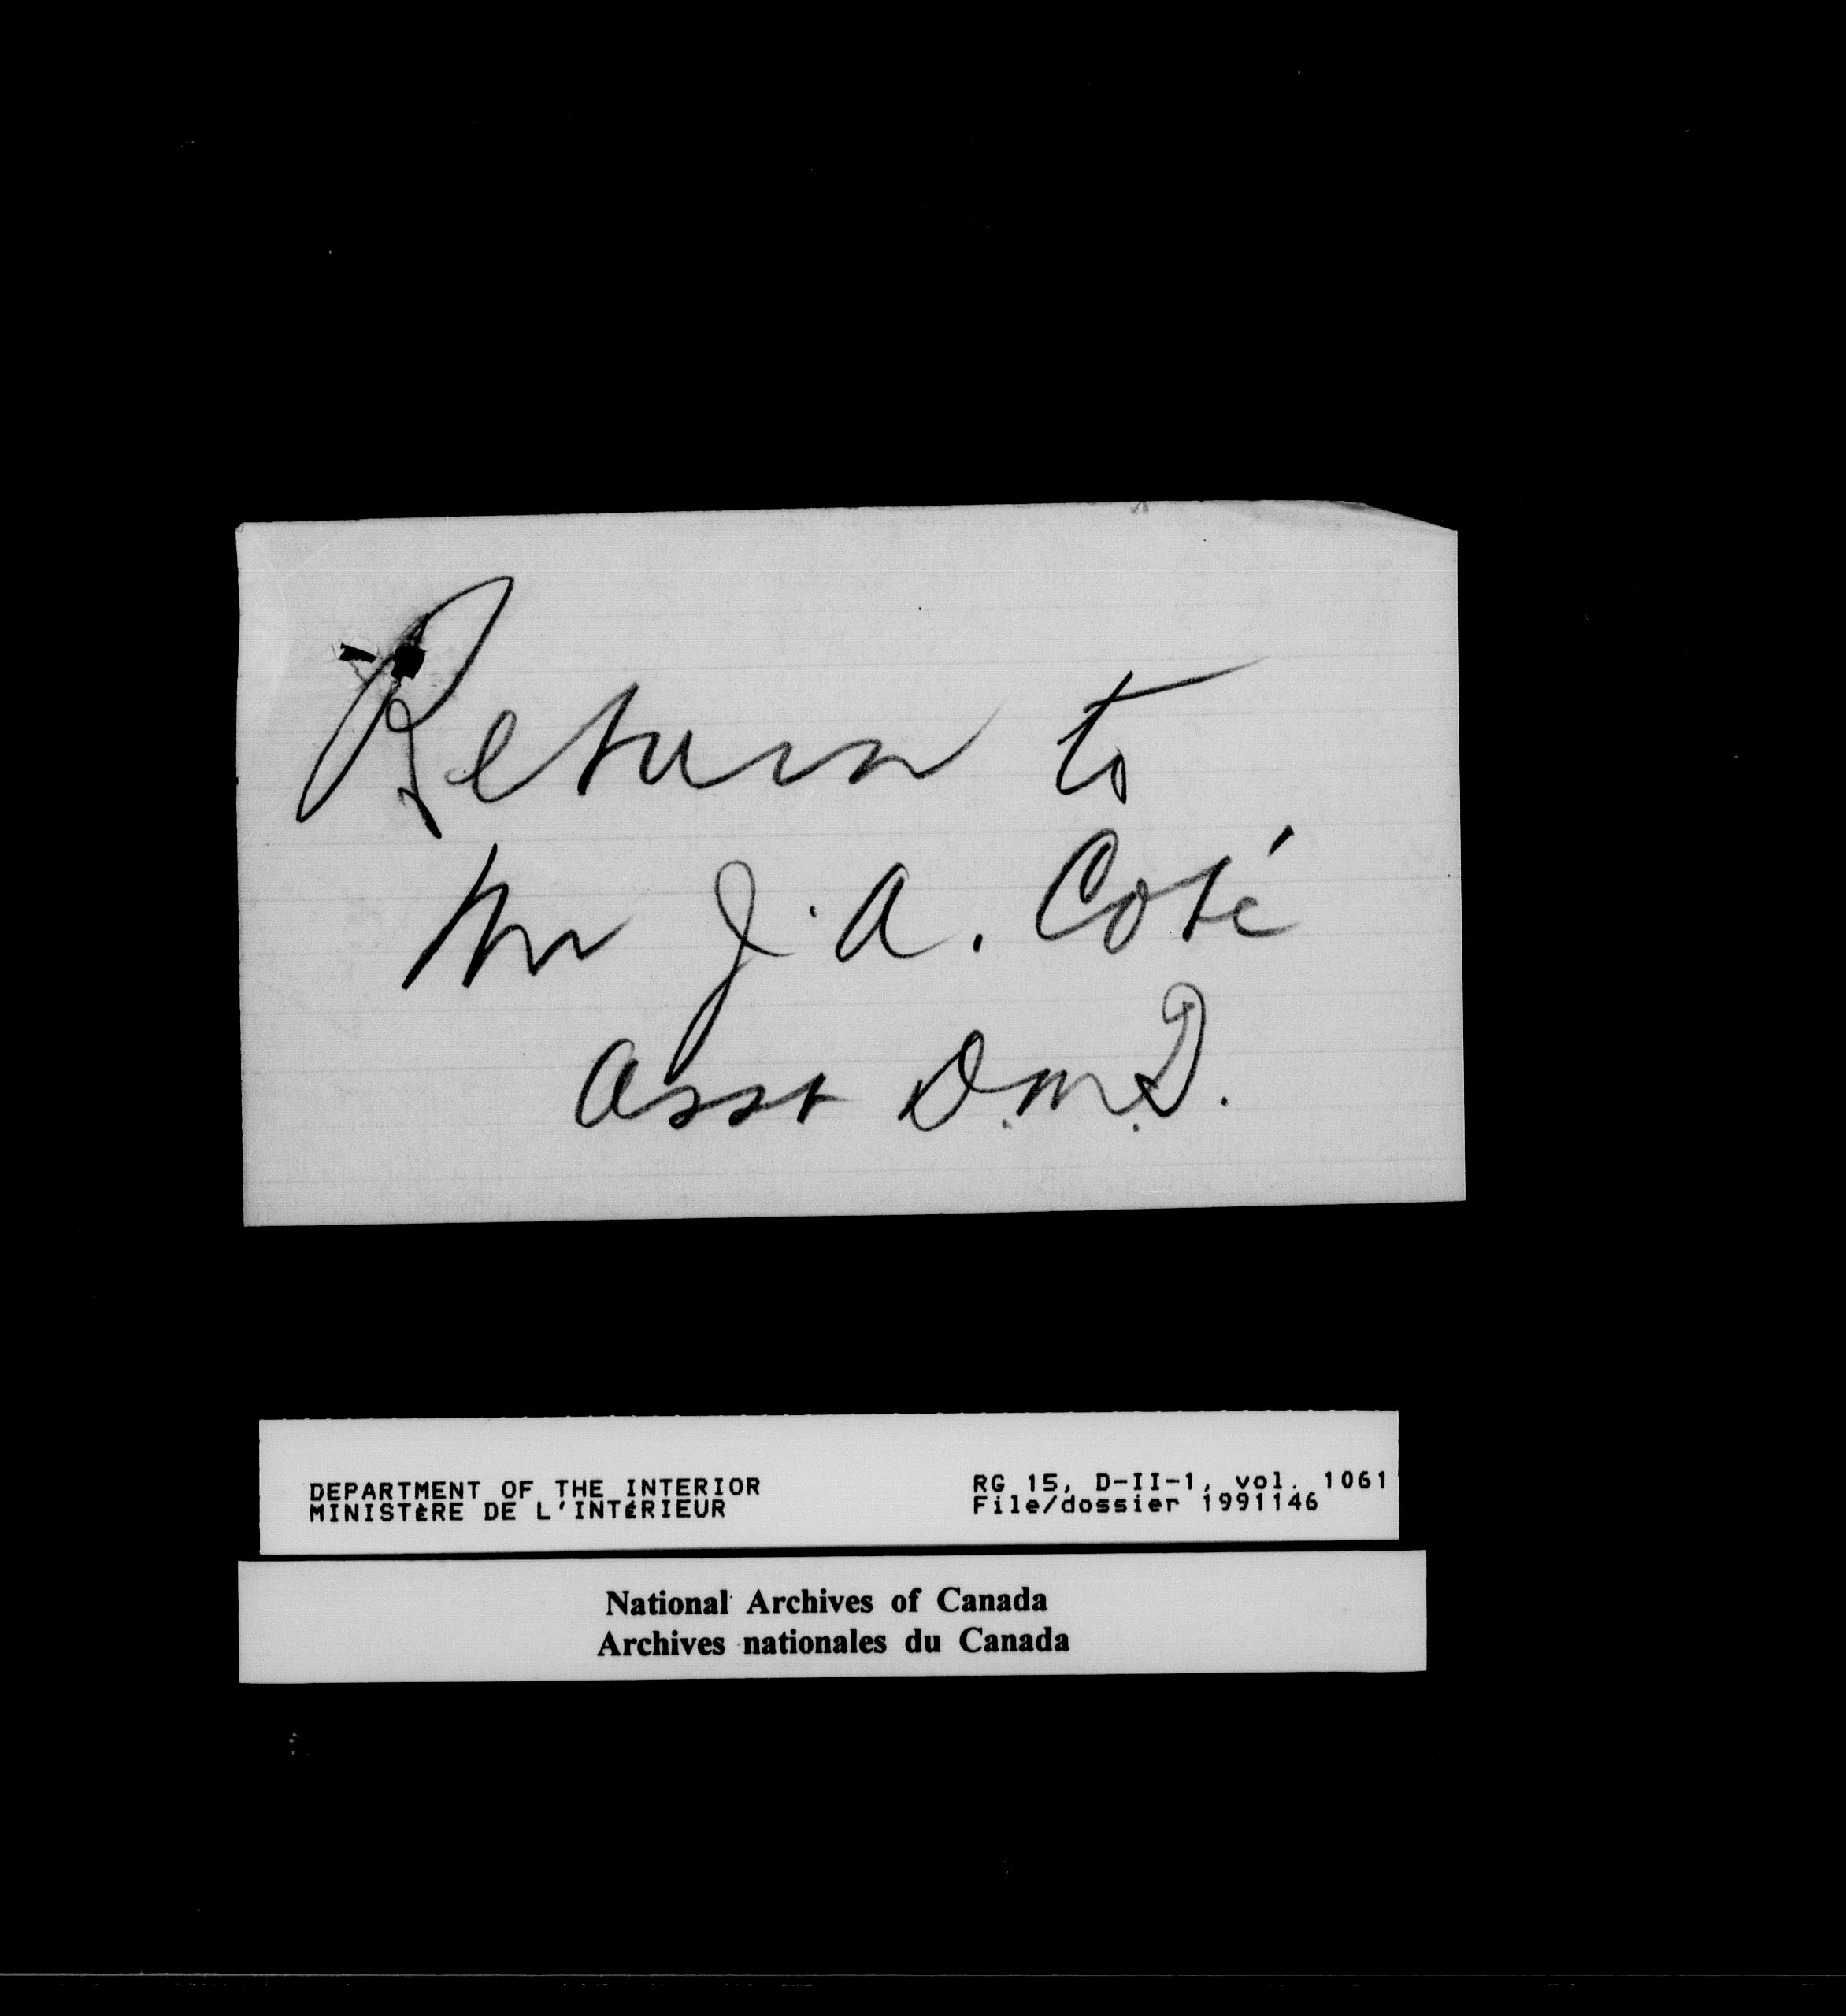 Return to
Mr J. A. Coté
Asst D.M.D.
DEPARTMENT OF THE INTERIOR
MINISTÈRE DE L'INTÉRIEUR
RG 15, D-II-1, vol. 1061
File/dossier 1991146
National Archives of Canada
Archives nationales du Canada